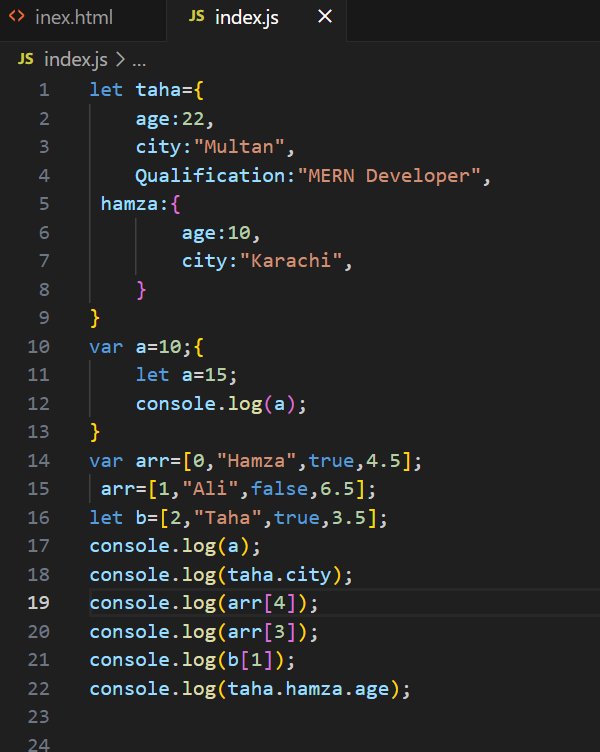 <> inex.html JS index.js ×
JS index.js > ...
1 let taha={
2 age:22,
3 city:"Multan",
4 Qualification:"MERN Developer",
5 hamza:{
6 age:10,
7 city:"Karachi",
8 }
9 }
10 var a=10;{
11 let a=15;
12 console.log(a);
13 }
14 var arr=[0,"Hamza",true,4.5];
15 arr=[1,"Ali",false,6.5];
16 let b=[2,"Taha",true,3.5];
17 console.log(a);
18 console.log(taha.city);
19 console.log(arr[4]);
20 console.log(arr[3]);
21 console.log(b[1]);
22 console.log(taha.hamza.age);
23
24